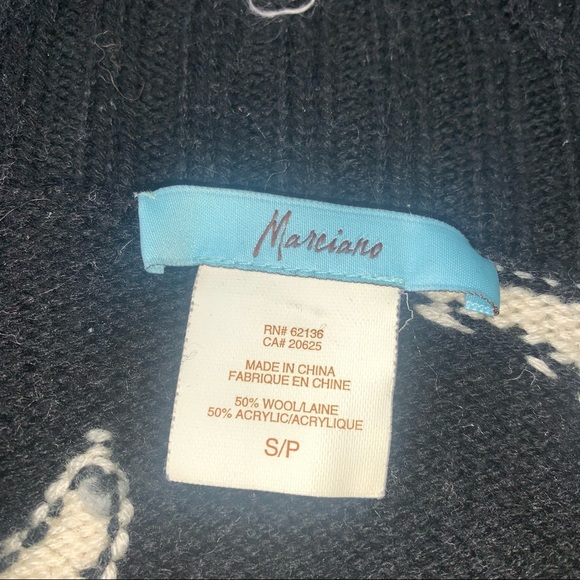 Marciano
RN# 62136
CA# 20625
MADE IN CHINA
FABRIQUE EN CHINE
50% WOOL/LAINE
50% ACRYLIC/ACRYLIQUE
S/P